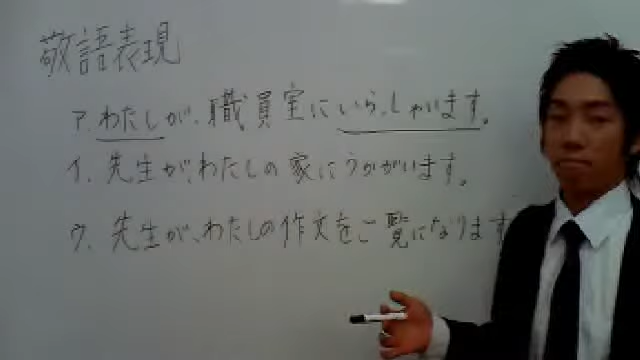 敬語表現
ア、わたしが、職員室にいらっしゃいます。
イ、先生が、わたしの家にうかがいます。
ウ、先生が、わたしの作文をご覧になります